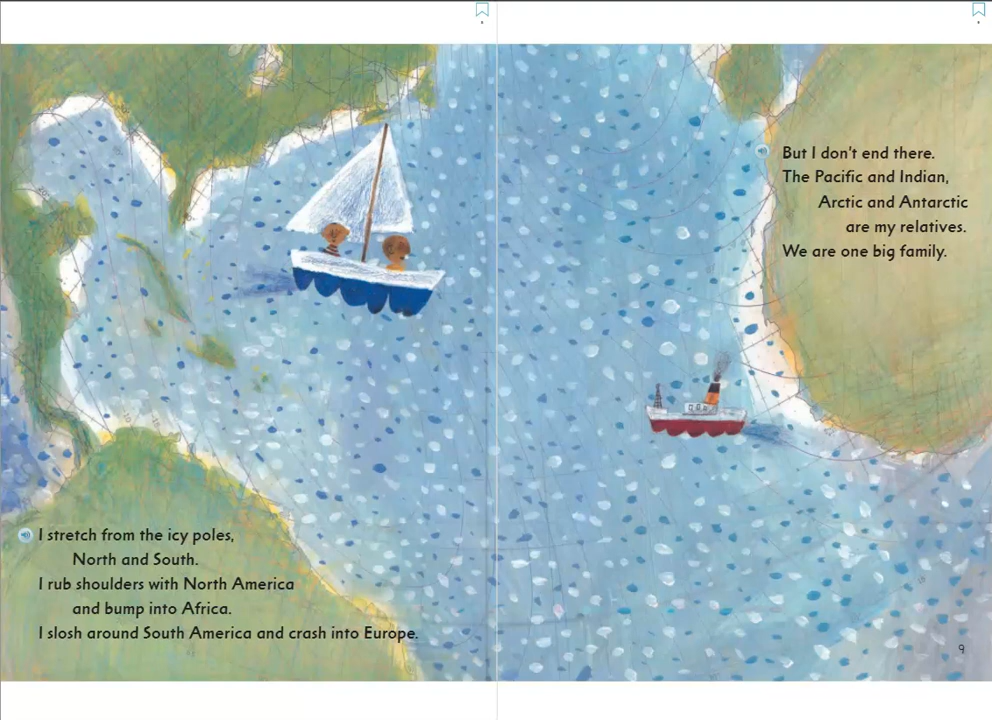 I stretch from the icy poles,
North and South.
I rub shoulders with North America
and bump into Africa.
I slosh around South America and crash into Europe.
But I don't end there.
The Pacific and Indian,
Arctic and Antarctic
are my relatives.
We are one big family.
9